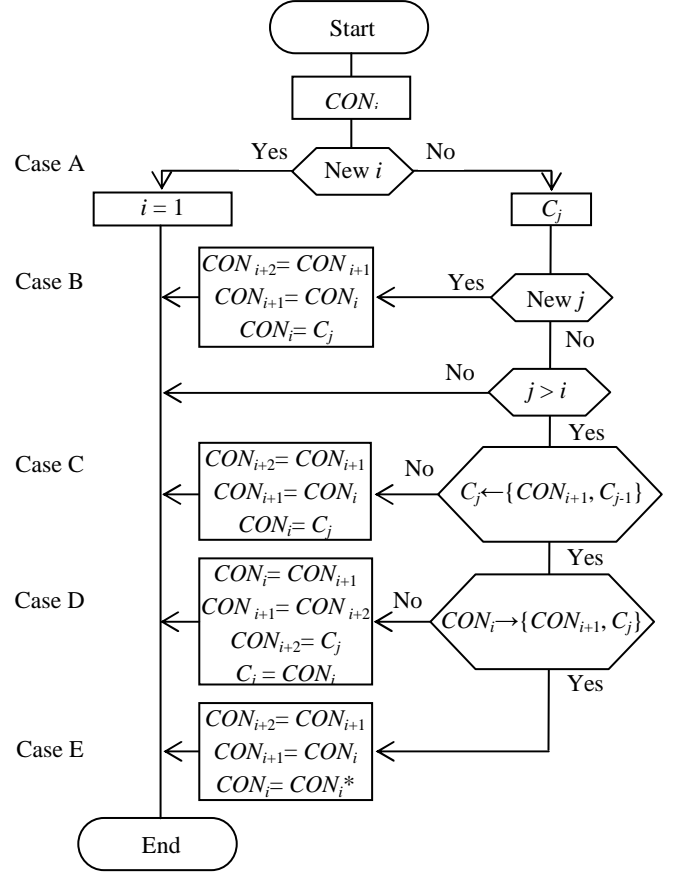 Start
CONᵢ
Case A
Yes
New i
No
i = 1
Cⱼ
Case B
CON ᵢ₊₂= CON ᵢ₊₁
CONᵢ₊₁= CONᵢ
CONᵢ= Cⱼ
Yes
New j
No
No
j > i
Yes
Case C
CONᵢ₊₂= CONᵢ₊₁
CONᵢ₊₁= CONᵢ
CONᵢ= Cⱼ
No
Cⱼ←{CONᵢ₊₁, Cⱼ₋₁}
Yes
Case D
CONᵢ= CONᵢ₊₁
CONᵢ₊₁= CONᵢ₊₂
CONᵢ₊₂= Cⱼ
Cⱼ = CONᵢ
No
CONᵢ→{CONᵢ₊₁, Cⱼ}
Yes
Case E
CONᵢ₊₂= CONᵢ₊₁
CONᵢ₊₁= CONᵢ
CONᵢ= CONᵢ*
End